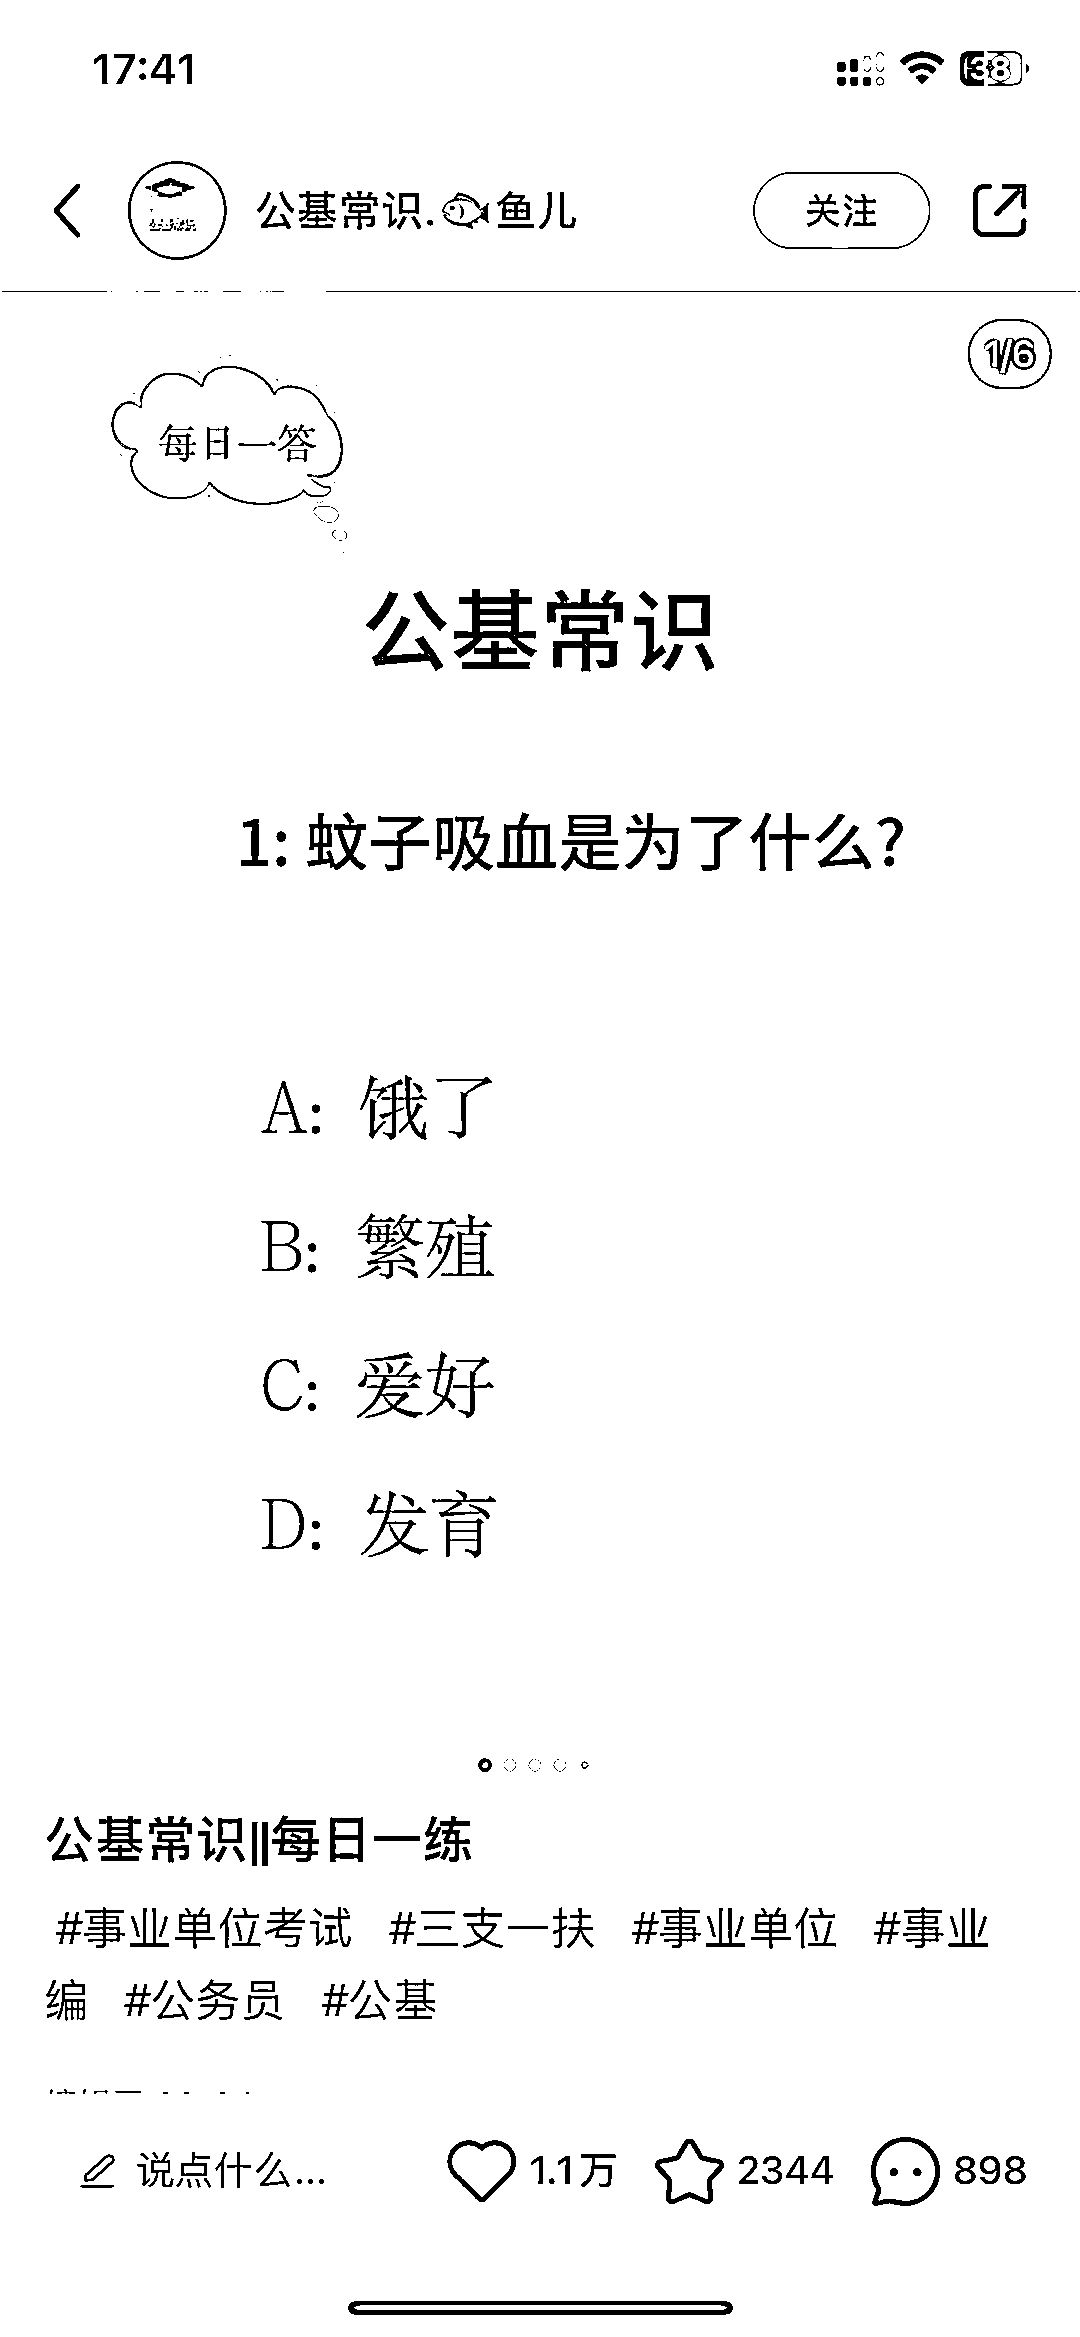 17:41
38
公基常识.🐟鱼儿
关注
1/6
每日一答
公基常识
1: 蚊子吸血是为了什么?
A: 饿了
B: 繁殖
C: 爱好
D: 发育
公基常识||每日一练
#事业单位考试 #三支一扶 #事业单位 #事业
编 #公务员 #公基
说点什么...
1.1万
2344
898